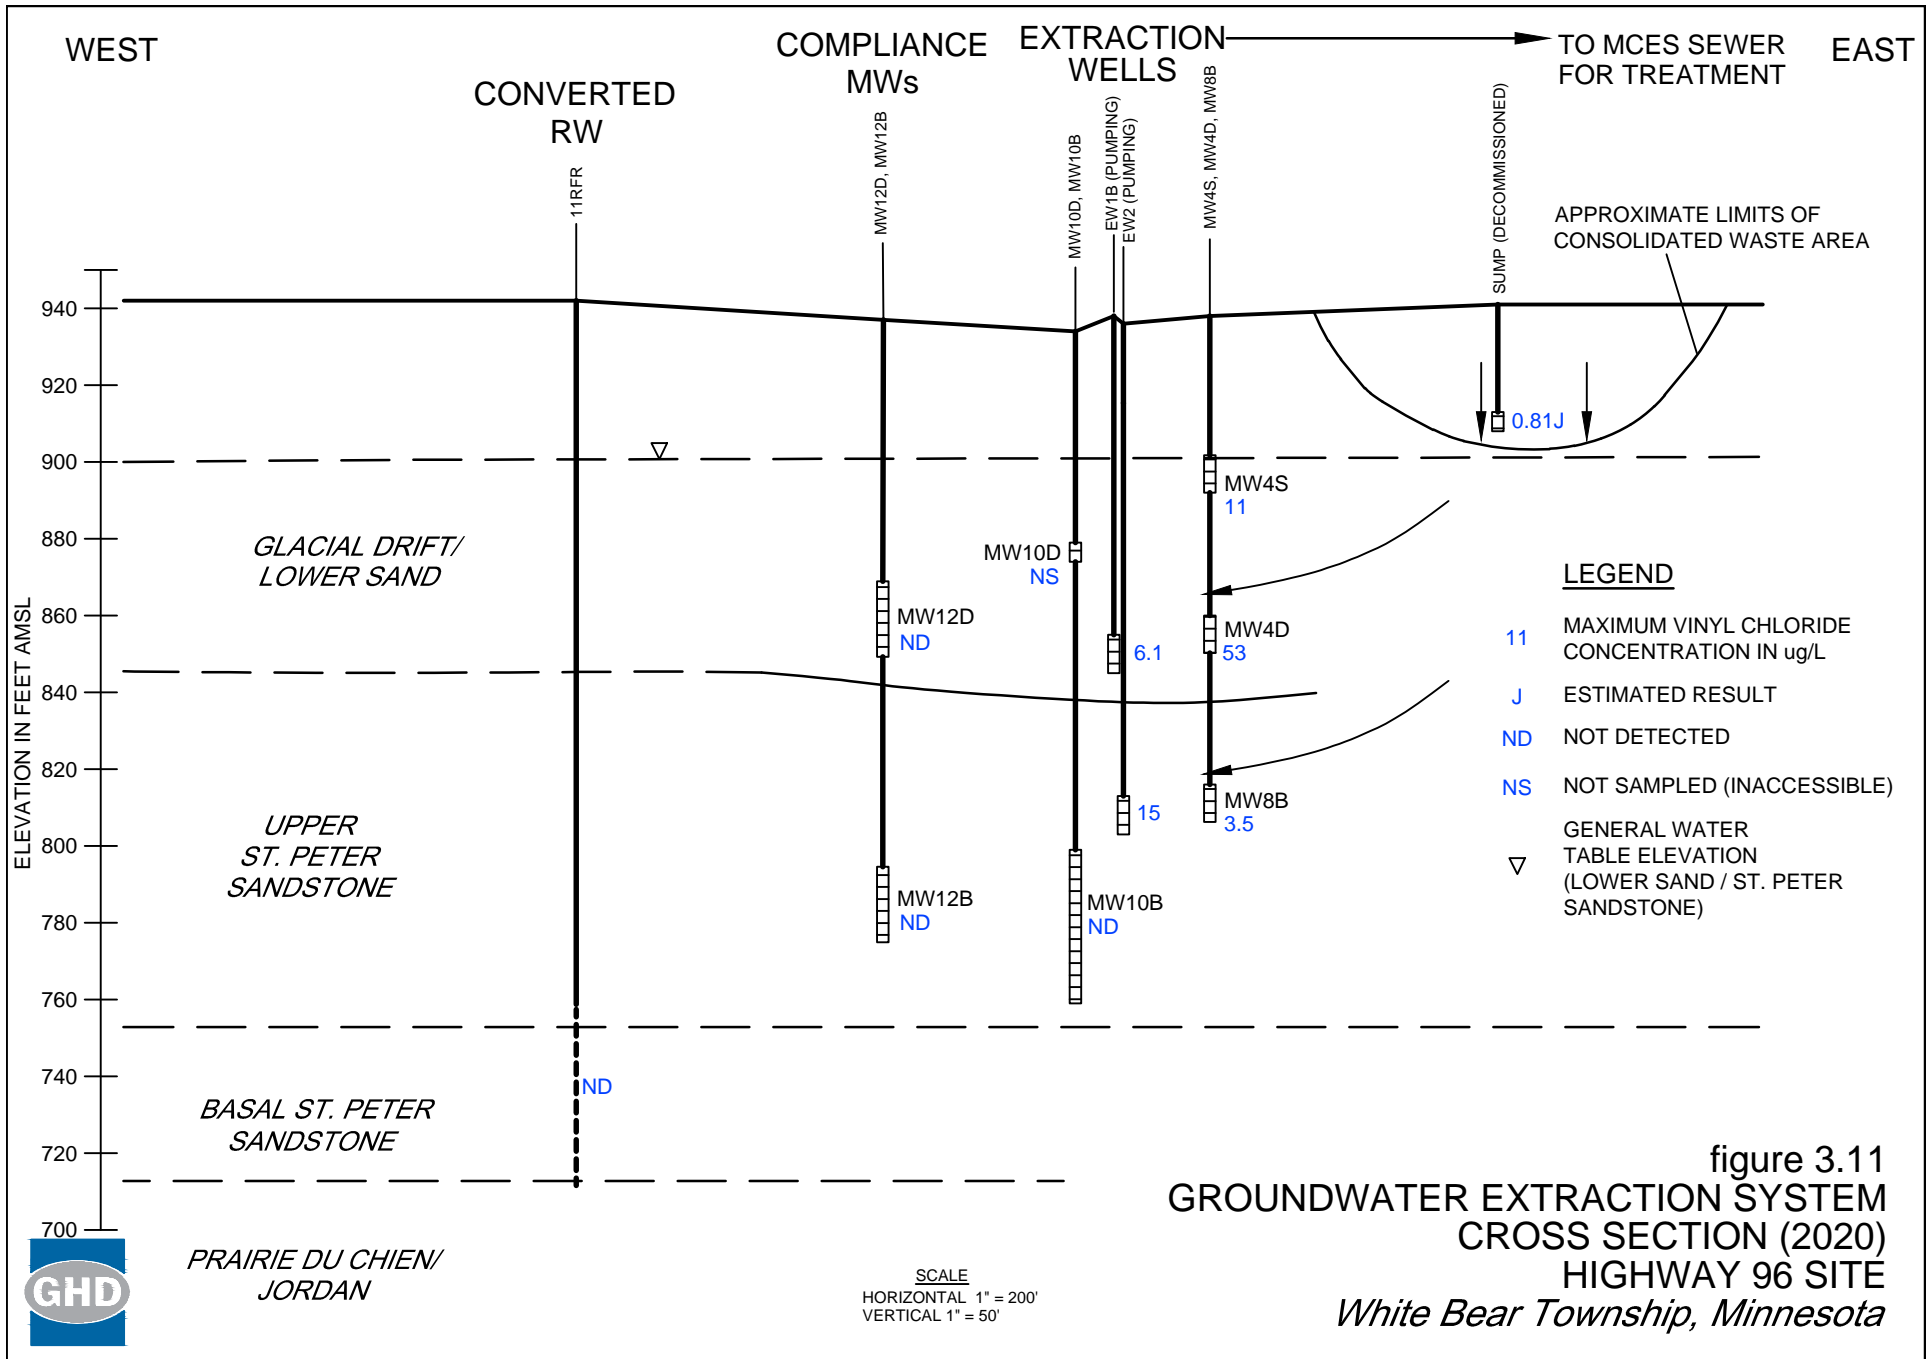 WEST
COMPLIANCE
MWs
EXTRACTION
WELLS
TO MCES SEWER
FOR TREATMENT
EAST
CONVERTED
RW
11RFR
MW12D, MW12B
MW10D, MW10B
EW1B (PUMPING)
EW2 (PUMPING)
MW4S, MW4D, MW8B
SUMP (DECOMMISSIONED)
APPROXIMATE LIMITS OF
CONSOLIDATED WASTE AREA
ELEVATION IN FEET AMSL
940
920
900
880
860
840
820
800
780
760
740
720
700
0.81J
MW4S
11
GLACIAL DRIFT/
LOWER SAND
MW10D
NS
MW12D
ND
6.1
MW4D
53
UPPER
ST. PETER
SANDSTONE
15
MW8B
3.5
MW12B
ND
MW10B
ND
LEGEND
11 MAXIMUM VINYL CHLORIDE
CONCENTRATION IN ug/L
J ESTIMATED RESULT
ND NOT DETECTED
NS NOT SAMPLED (INACCESSIBLE)
GENERAL WATER
TABLE ELEVATION
(LOWER SAND / ST. PETER
SANDSTONE)
ND
BASAL ST. PETER
SANDSTONE
PRAIRIE DU CHIEN/
JORDAN
GHD
SCALE
HORIZONTAL 1" = 200'
VERTICAL 1" = 50'
figure 3.11
GROUNDWATER EXTRACTION SYSTEM
CROSS SECTION (2020)
HIGHWAY 96 SITE
White Bear Township, Minnesota